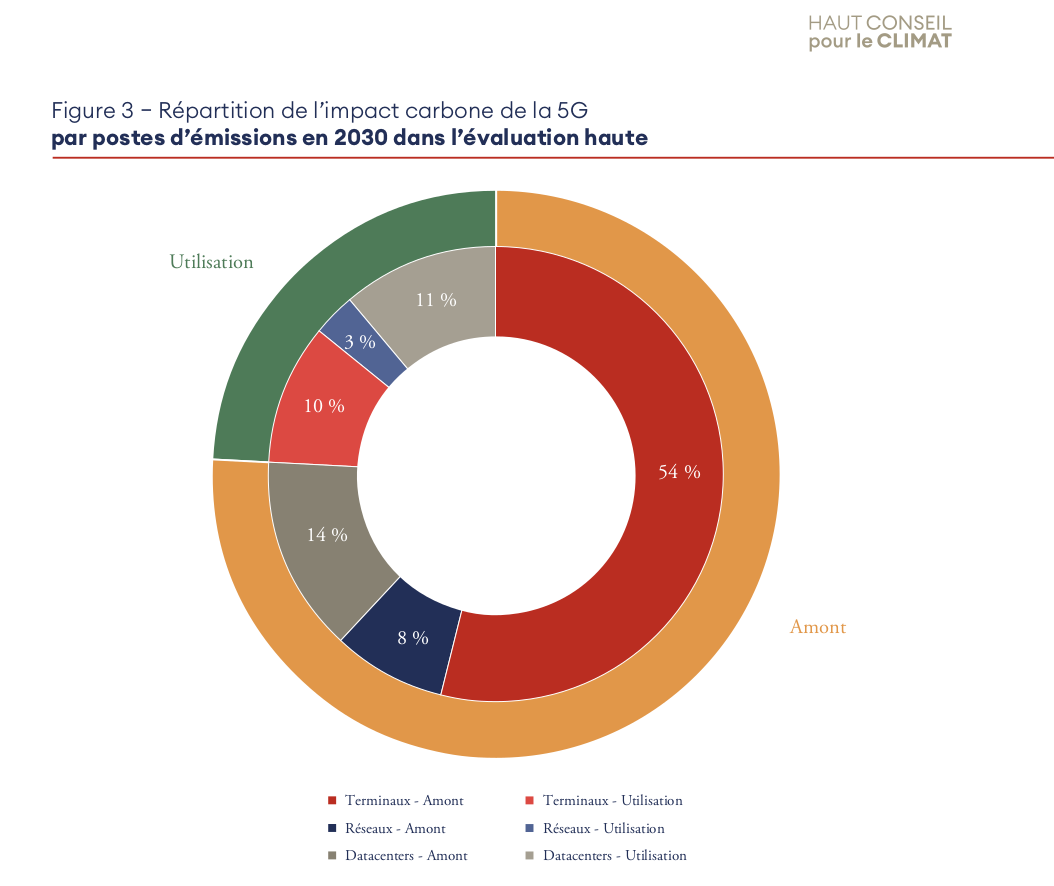 HAUT CONSEIL
pour le CLIMAT
Figure 3 – Répartition de l’impact carbone de la 5G
par postes d’émissions en 2030 dans l’évaluation haute
Utilisation
11 %
3 %
10 %
54 %
14 %
8 %
Amont
Terminaux - Amont
Terminaux - Utilisation
Réseaux - Amont
Réseaux - Utilisation
Datacenters - Amont
Datacenters - Utilisation